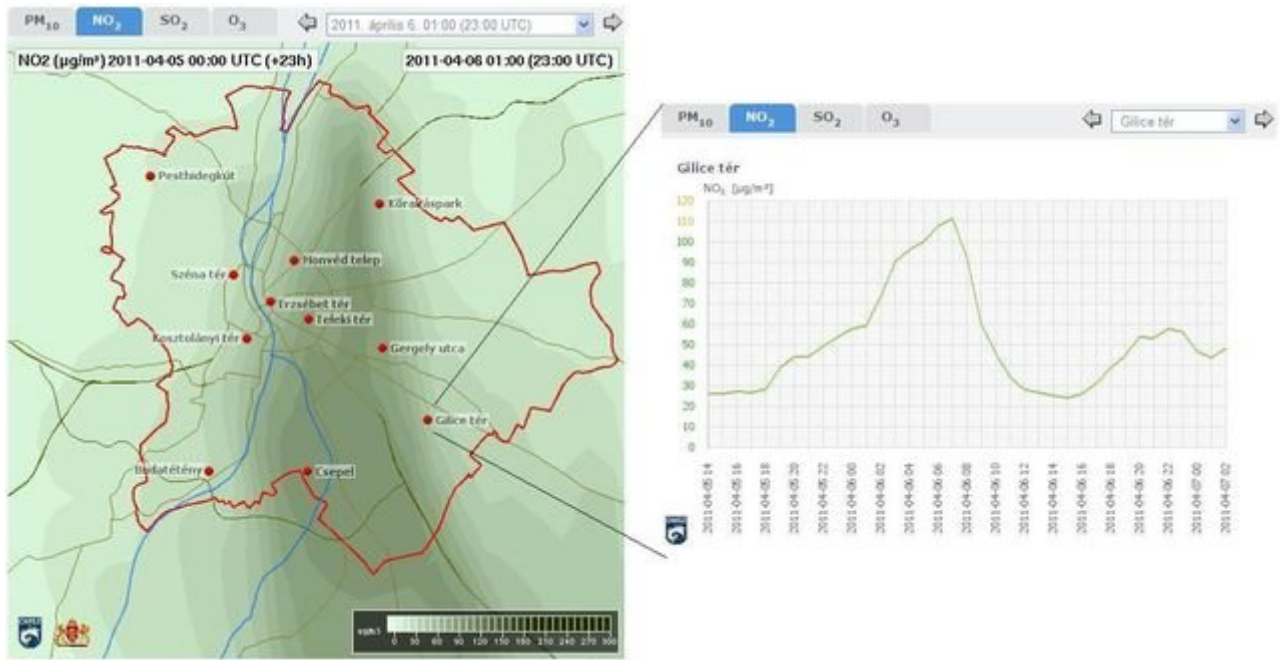 PM₁₀ NO₂ SO₂ O₃ 2011. április 6. 01:00 (23:00 UTC)
NO2 (µg/m³) 2011-04-05 00:00 UTC (+23h) 2011-04-06 01:00 (23:00 UTC)
Pesthidegkút
Kőrakáspark
Honvéd telep
Széna tér
Erzsébet tér
Teleki tér
Kosztolányi tér
Gergely utca
Gilice tér
Budatétény
Csepel
0 30 60 90 120 150 180 210 240 270 300
PM₁₀ NO₂ SO₂ O₃ Gilice tér
Gilice tér
NO₂ [µg/m³]
120
110
100
90
80
70
60
50
40
30
20
10
0
2011-04-05 14
2011-04-05 16
2011-04-05 18
2011-04-05 20
2011-04-05 22
2011-04-06 00
2011-04-06 02
2011-04-06 04
2011-04-06 06
2011-04-06 08
2011-04-06 10
2011-04-06 12
2011-04-06 14
2011-04-06 16
2011-04-06 18
2011-04-06 20
2011-04-06 22
2011-04-07 00
2011-04-07 02